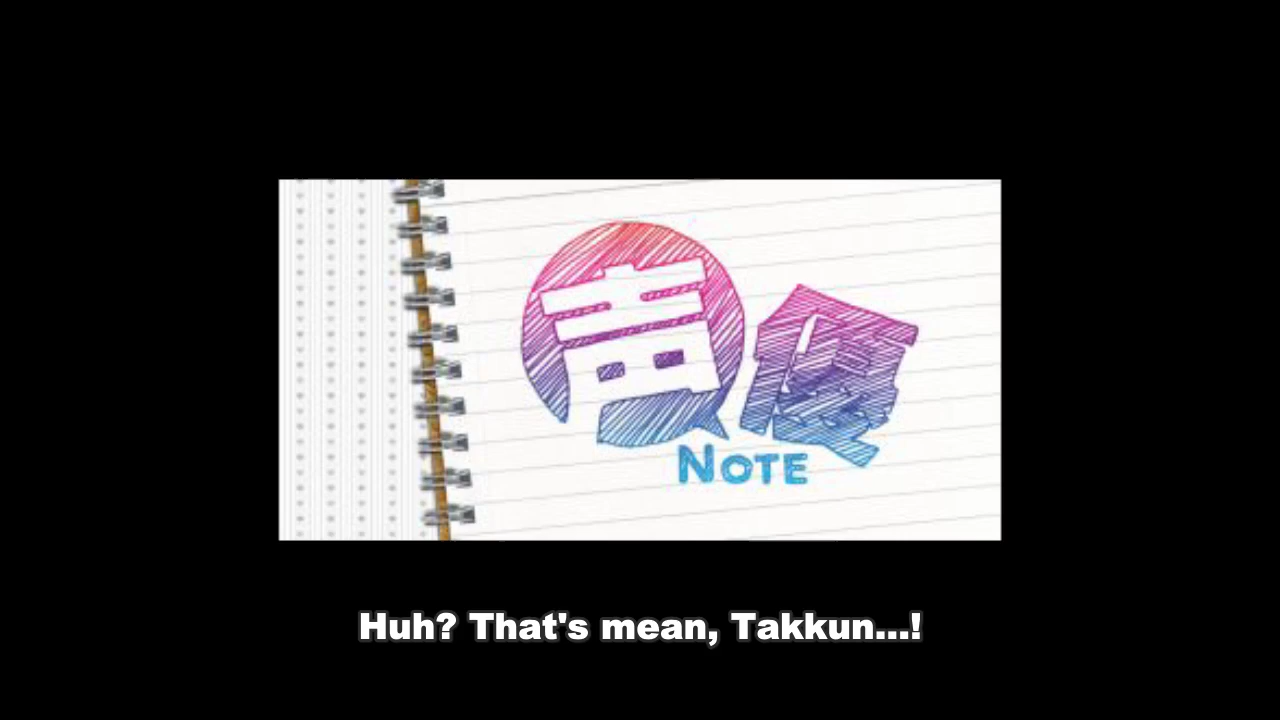 声優
NOTE
Huh? That's mean, Takkun...!